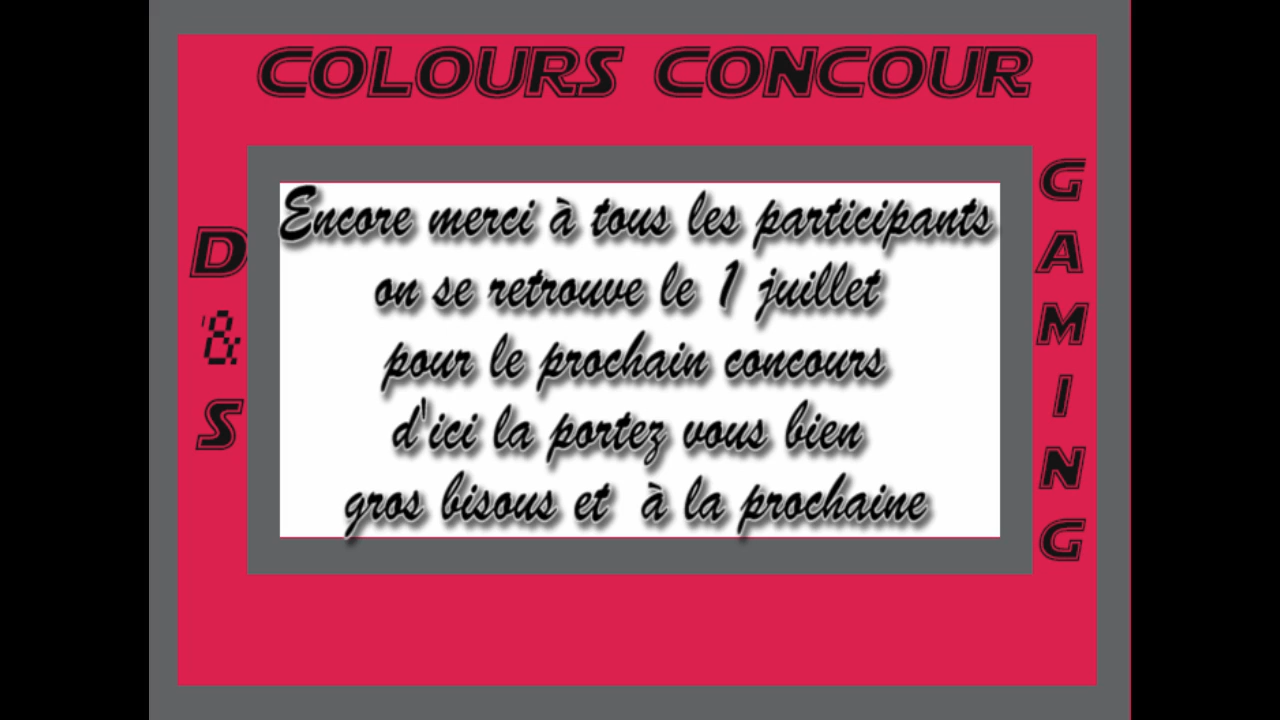 COLOURS CONCOUR
D
&
S
Encore merci à tous les participants
on se retrouve le 1 juillet
pour le prochain concours
d'ici la portez vous bien
gros bisous et à la prochaine
GAMING